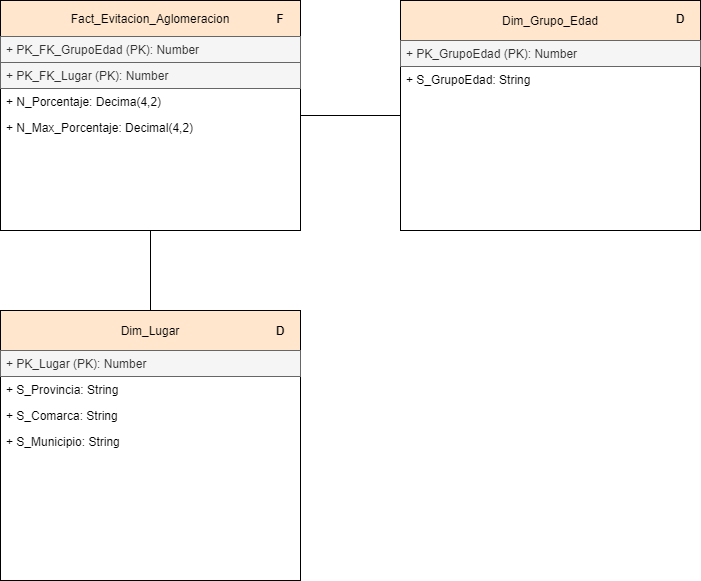 Fact_Evitacion_Aglomeracion F
+ PK_FK_GrupoEdad (PK): Number
+ PK_FK_Lugar (PK): Number
+ N_Porcentaje: Decima(4,2)
+ N_Max_Porcentaje: Decimal(4,2)
Dim_Grupo_Edad D
+ PK_GrupoEdad (PK): Number
+ S_GrupoEdad: String
Dim_Lugar D
+ PK_Lugar (PK): Number
+ S_Provincia: String
+ S_Comarca: String
+ S_Municipio: String